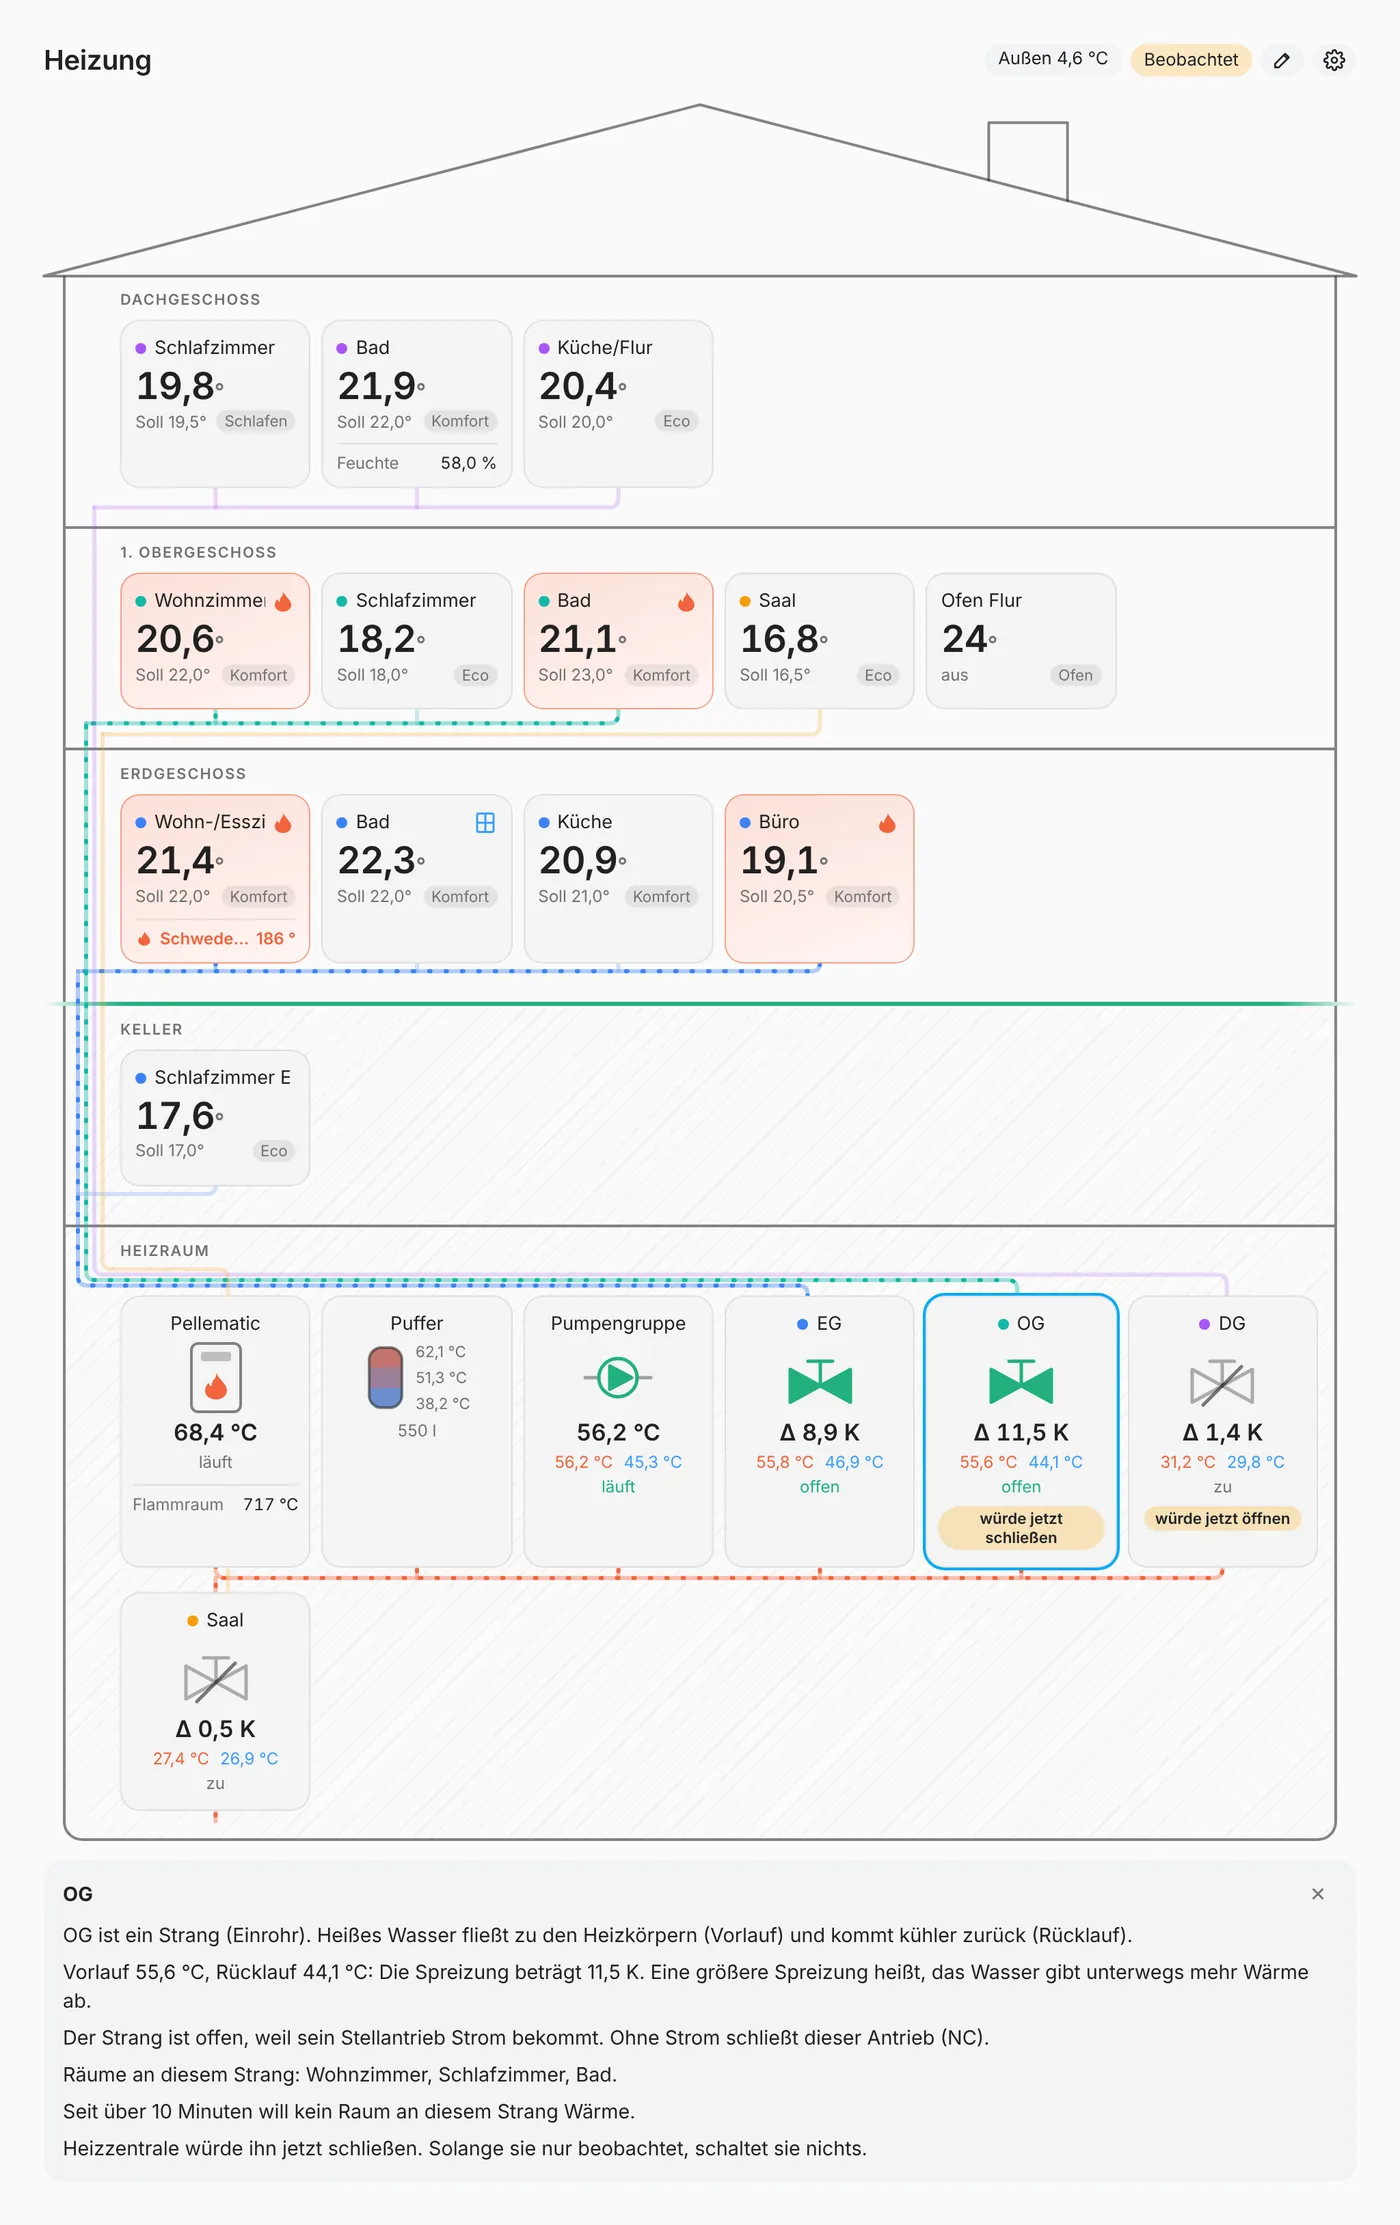 Heizung
Außen 4,6 °C
Beobachtet
DACHGESCHOSS
Schlafzimmer
19,8°
Soll 19,5° Schlafen
Bad
21,9°
Soll 22,0° Komfort
Feuchte 58,0 %
Küche/Flur
20,4°
Soll 20,0° Eco
1. OBERGESCHOSS
Wohnzimmer
20,6°
Soll 22,0° Komfort
Schlafzimmer
18,2°
Soll 18,0° Eco
Bad
21,1°
Soll 23,0° Komfort
Saal
16,8°
Soll 16,5° Eco
Ofen Flur
24°
aus Ofen
ERDGESCHOSS
Wohn-/Esszi
21,4°
Soll 22,0° Komfort
Schwede... 186 °
Bad
22,3°
Soll 22,0° Komfort
Küche
20,9°
Soll 21,0° Komfort
Büro
19,1°
Soll 20,5° Komfort
KELLER
Schlafzimmer E
17,6°
Soll 17,0° Eco
HEIZRAUM
Pellematic
68,4 °C
läuft
Flammraum 717 °C
Puffer
62,1 °C
51,3 °C
38,2 °C
550 l
Pumpengruppe
56,2 °C
56,2 °C 45,3 °C
läuft
EG
Δ 8,9 K
55,8 °C 46,9 °C
offen
OG
Δ 11,5 K
55,6 °C 44,1 °C
offen
würde jetzt
schließen
DG
Δ 1,4 K
31,2 °C 29,8 °C
zu
würde jetzt öffnen
Saal
Δ 0,5 K
27,4 °C 26,9 °C
zu
OG
OG ist ein Strang (Einrohr). Heißes Wasser fließt zu den Heizkörpern (Vorlauf) und kommt kühler zurück (Rücklauf).
Vorlauf 55,6 °C, Rücklauf 44,1 °C: Die Spreizung beträgt 11,5 K. Eine größere Spreizung heißt, das Wasser gibt unterwegs mehr Wärme
ab.
Der Strang ist offen, weil sein Stellantrieb Strom bekommt. Ohne Strom schließt dieser Antrieb (NC).
Räume an diesem Strang: Wohnzimmer, Schlafzimmer, Bad.
Seit über 10 Minuten will kein Raum an diesem Strang Wärme.
Heizzentrale würde ihn jetzt schließen. Solange sie nur beobachtet, schaltet sie nichts.